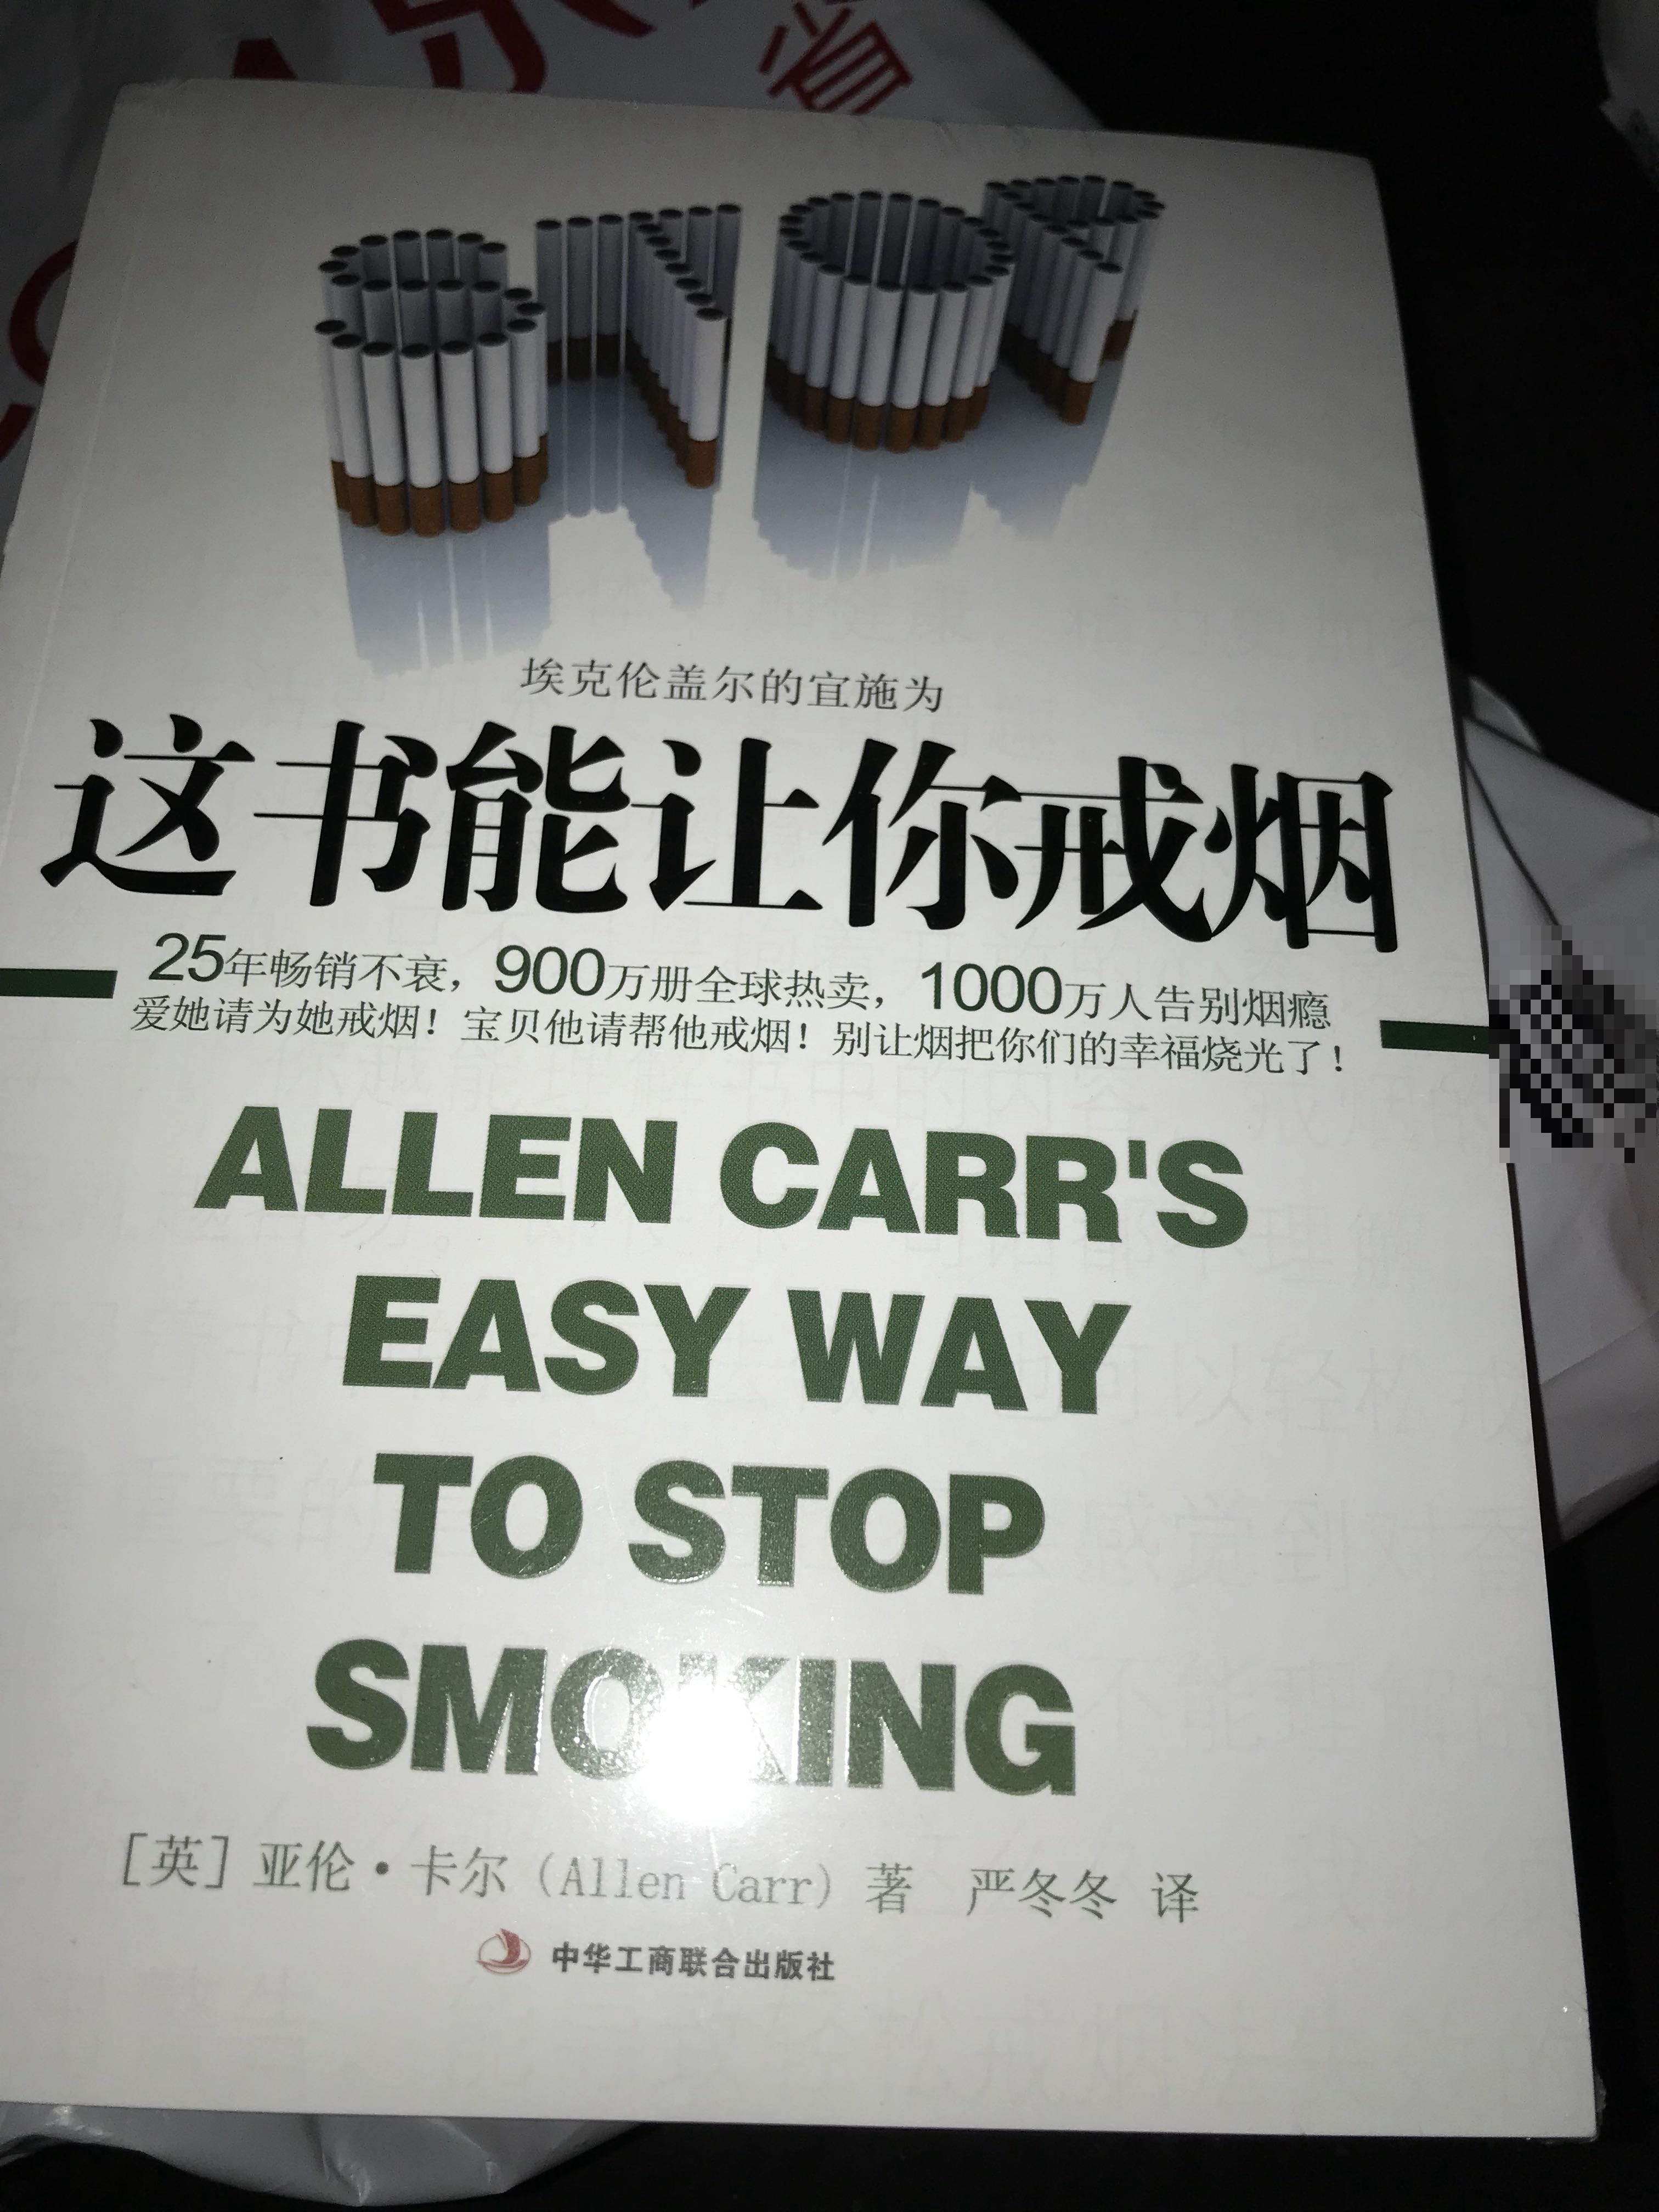 STOP
埃克伦盖尔的宜施为
这书能让你戒烟
25年畅销不衰，900万册全球热卖，1000万人告别烟瘾
爱她请为她戒烟！宝贝他请帮他戒烟！别让烟把你们的幸福烧光了！
ALLEN CARR'S
EASY WAY
TO STOP
SMOKING
[英] 亚伦·卡尔（Allen Carr）著 严冬冬 译
中华工商联合出版社